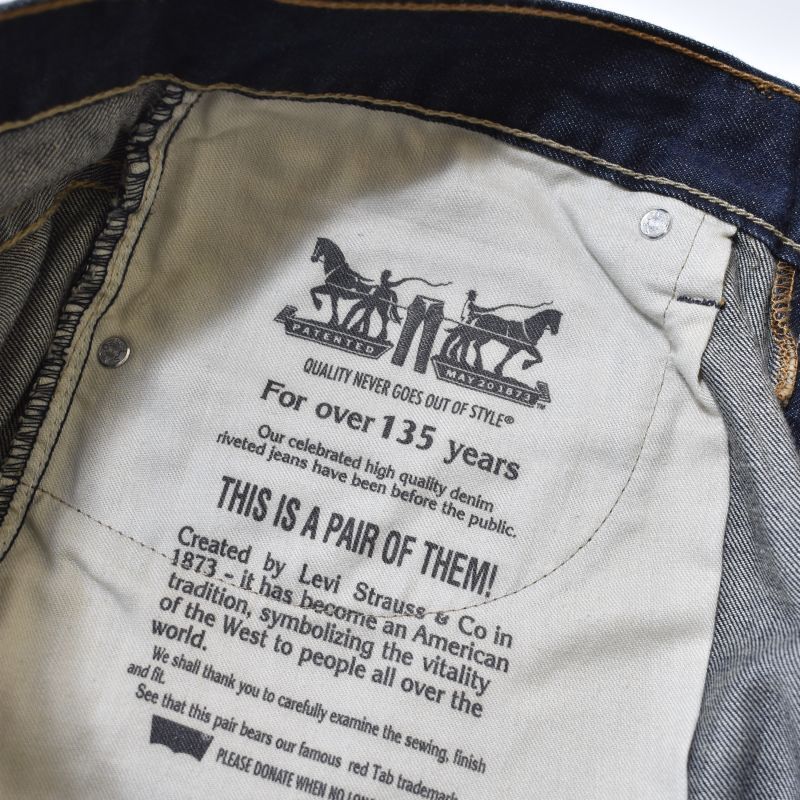 PATENTED
MAY 20 1873 ™
QUALITY NEVER GOES OUT OF STYLE®
For over 135 years
Our celebrated high quality denim
riveted jeans have been before the public.
THIS IS A PAIR OF THEM!
Created by Levi Strauss & Co in
1873 - it has become an American
tradition, symbolizing the vitality
of the West to people all over the
world.
We shall thank you to carefully examine the sewing, finish
and fit.
See that this pair bears our famous red Tab trademark
PLEASE DONATE WHEN NO LON